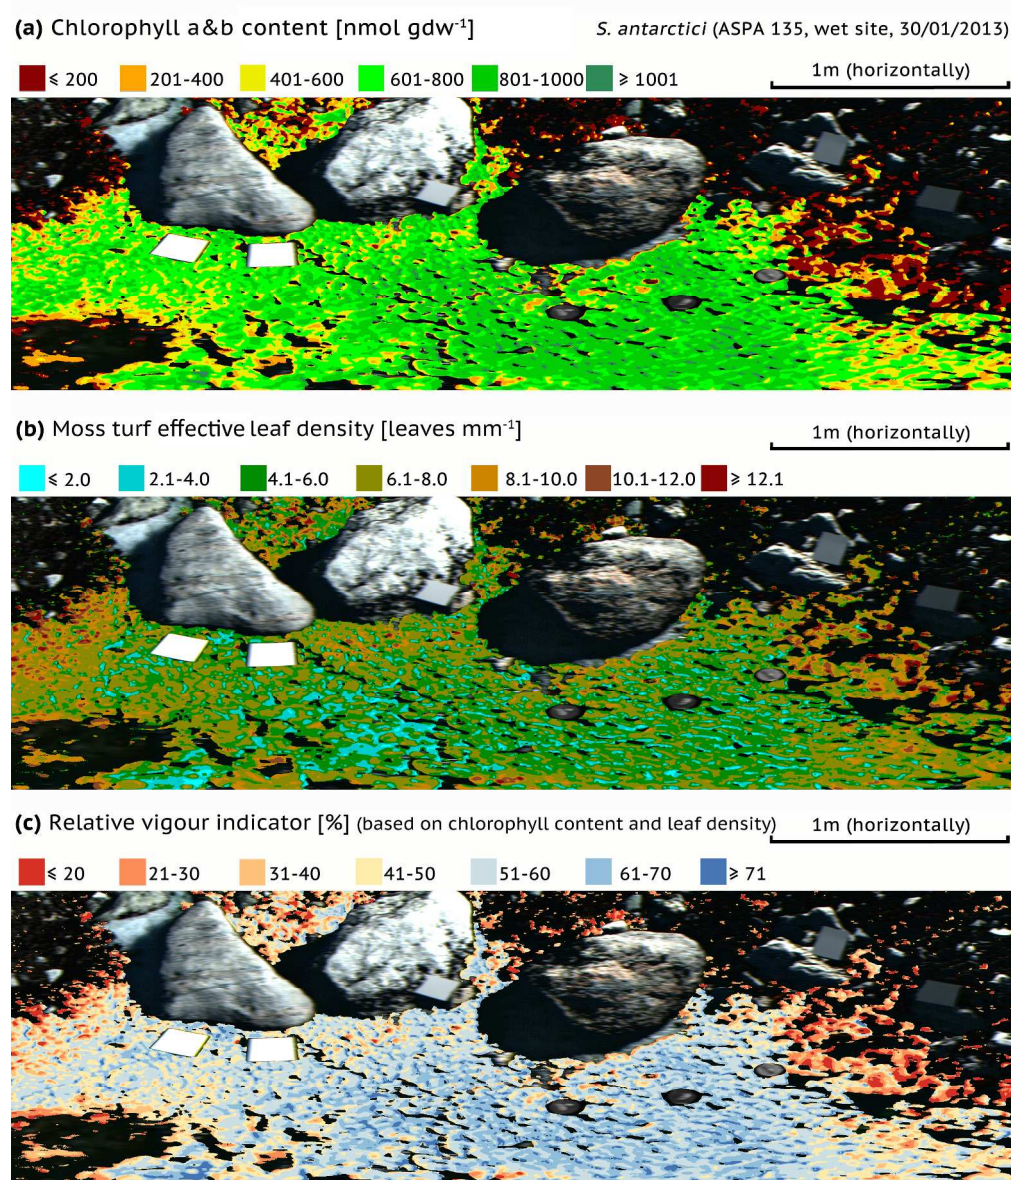 (a) Chlorophyll a&b content [nmol gdw⁻¹] S. antarctici (ASPA 135, wet site, 30/01/2013)
⩽ 200 201-400 401-600 601-800 801-1000 ⩾ 1001 1m (horizontally)
(b) Moss turf effective leaf density [leaves mm⁻¹] 1m (horizontally)
⩽ 2.0 2.1-4.0 4.1-6.0 6.1-8.0 8.1-10.0 10.1-12.0 ⩾ 12.1
(c) Relative vigour indicator [%] (based on chlorophyll content and leaf density) 1m (horizontally)
⩽ 20 21-30 31-40 41-50 51-60 61-70 ⩾ 71